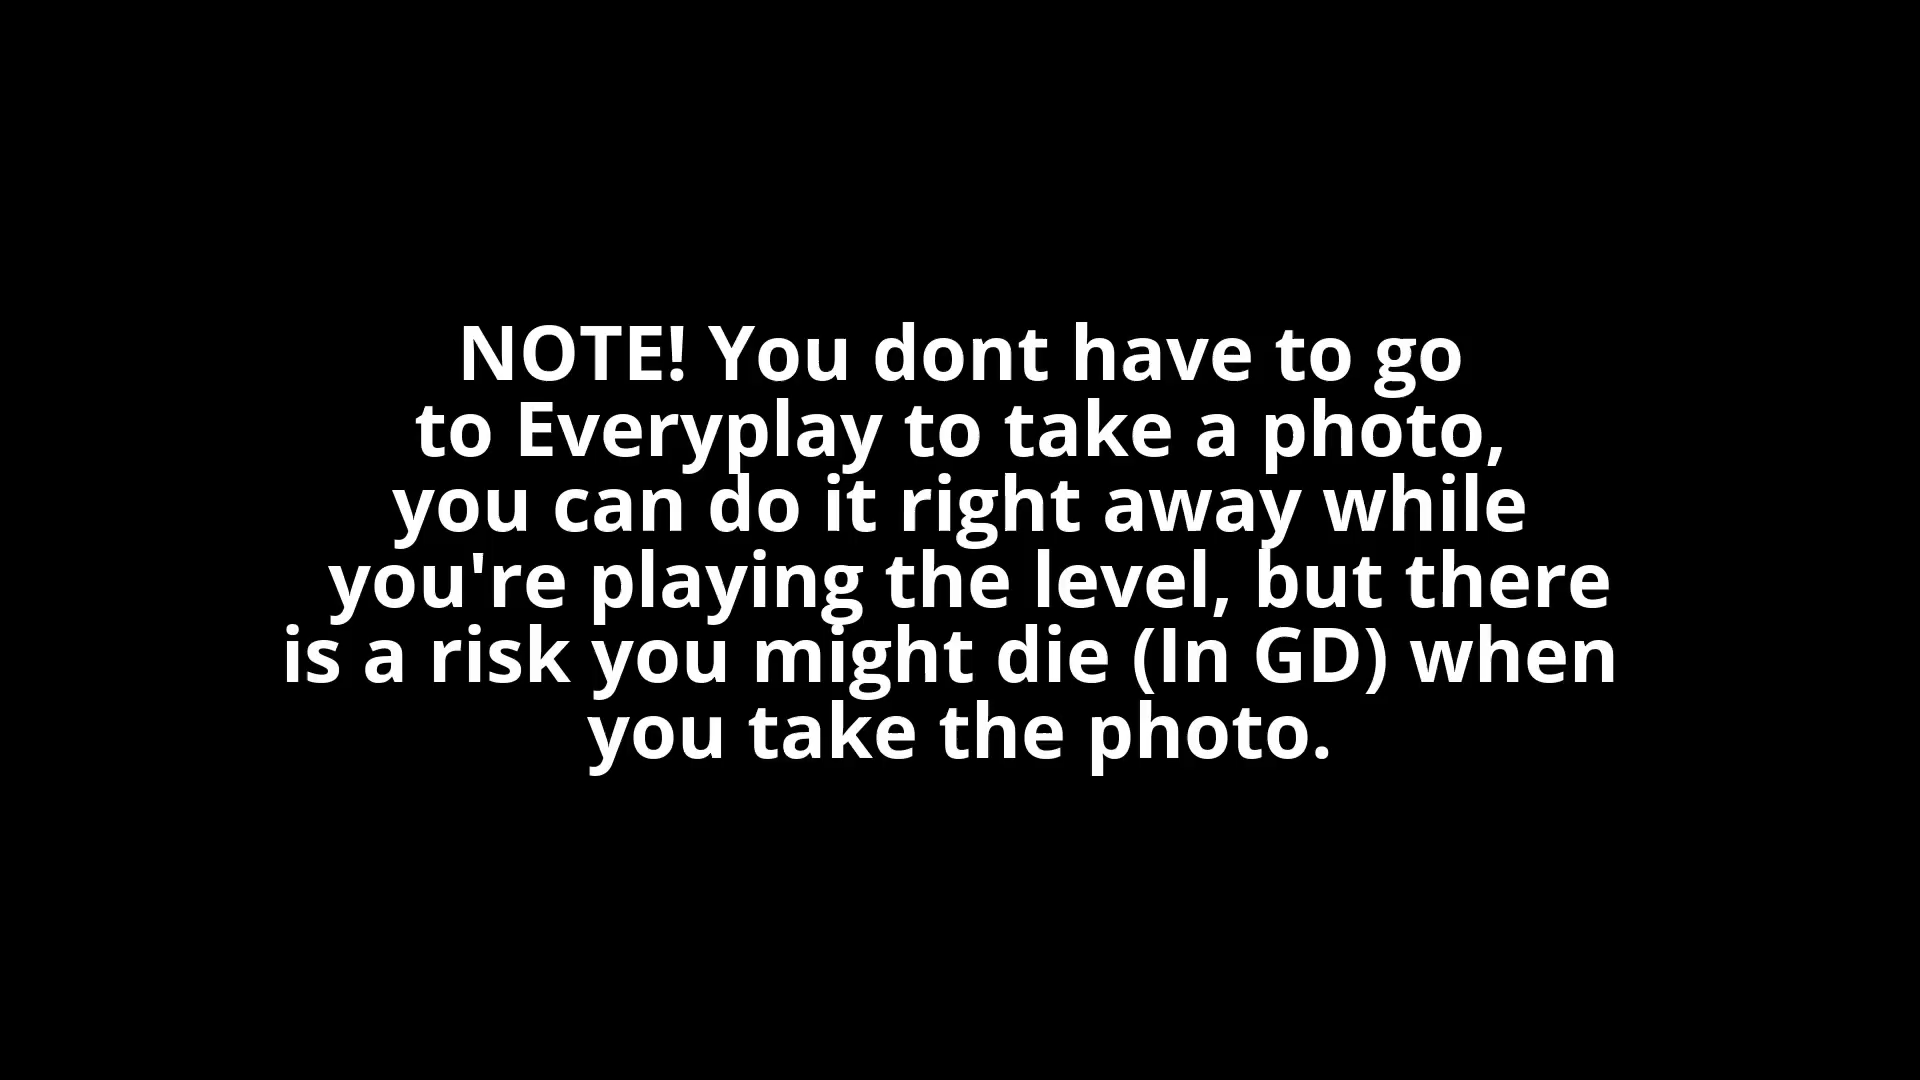 NOTE! You dont have to go
to Everyplay to take a photo,
you can do it right away while
you're playing the level, but there
is a risk you might die (In GD) when
you take the photo.